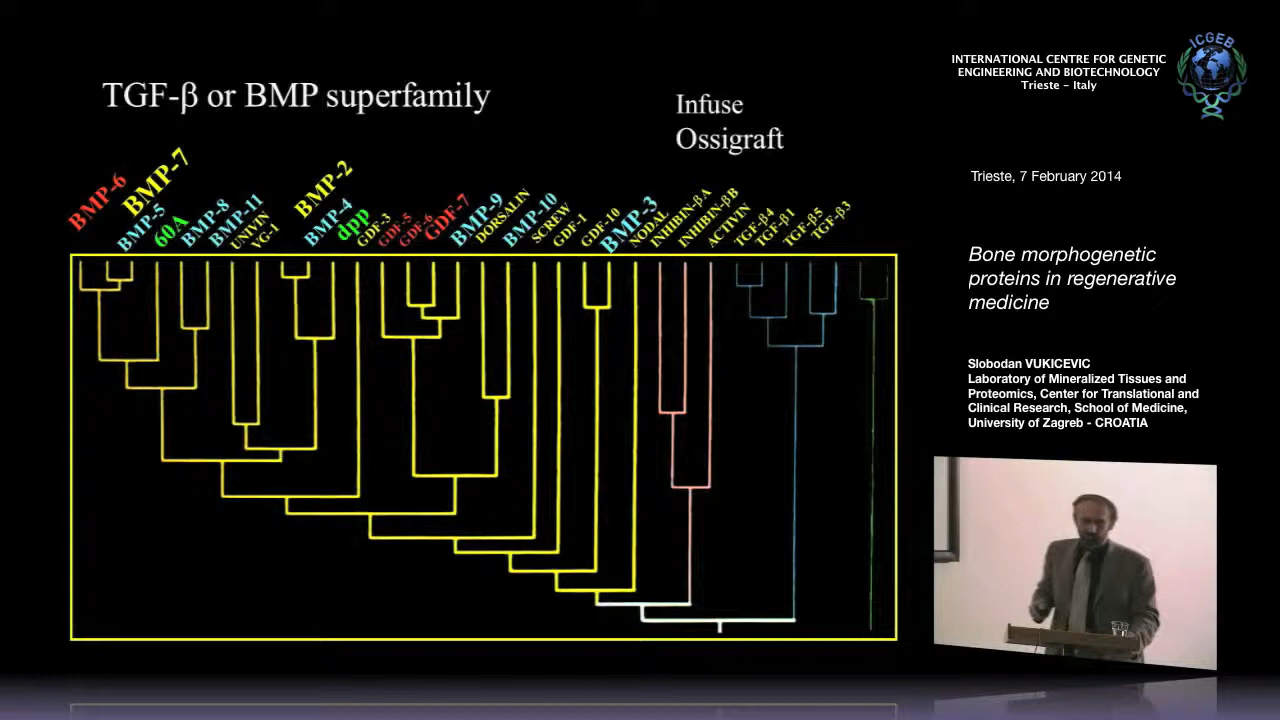 TGF-β or BMP superfamily
Infuse
Ossigraft
BMP-6
BMP-7
BMP-5
60A
BMP-8
BMP-11
UNIVIN
VG-1
BMP-2
BMP-4
dpp
GDF-3
GDF-5
GDF-6
GDF-7
BMP-9
DORSALIN
BMP-10
SCREW
GDF-1
GDF-10
BMP-3
NODAL
INHIBIN-βA
INHIBIN-βB
ACTIVIN
TGF-β4
TGF-β1
TGF-β5
TGF-β3
INTERNATIONAL CENTRE FOR GENETIC
ENGINEERING AND BIOTECHNOLOGY
Trieste - Italy
ICGEB
Trieste, 7 February 2014
Bone morphogenetic
proteins in regenerative
medicine
Slobodan VUKICEVIC
Laboratory of Mineralized Tissues and
Proteomics, Center for Translational and
Clinical Research, School of Medicine,
University of Zagreb - CROATIA